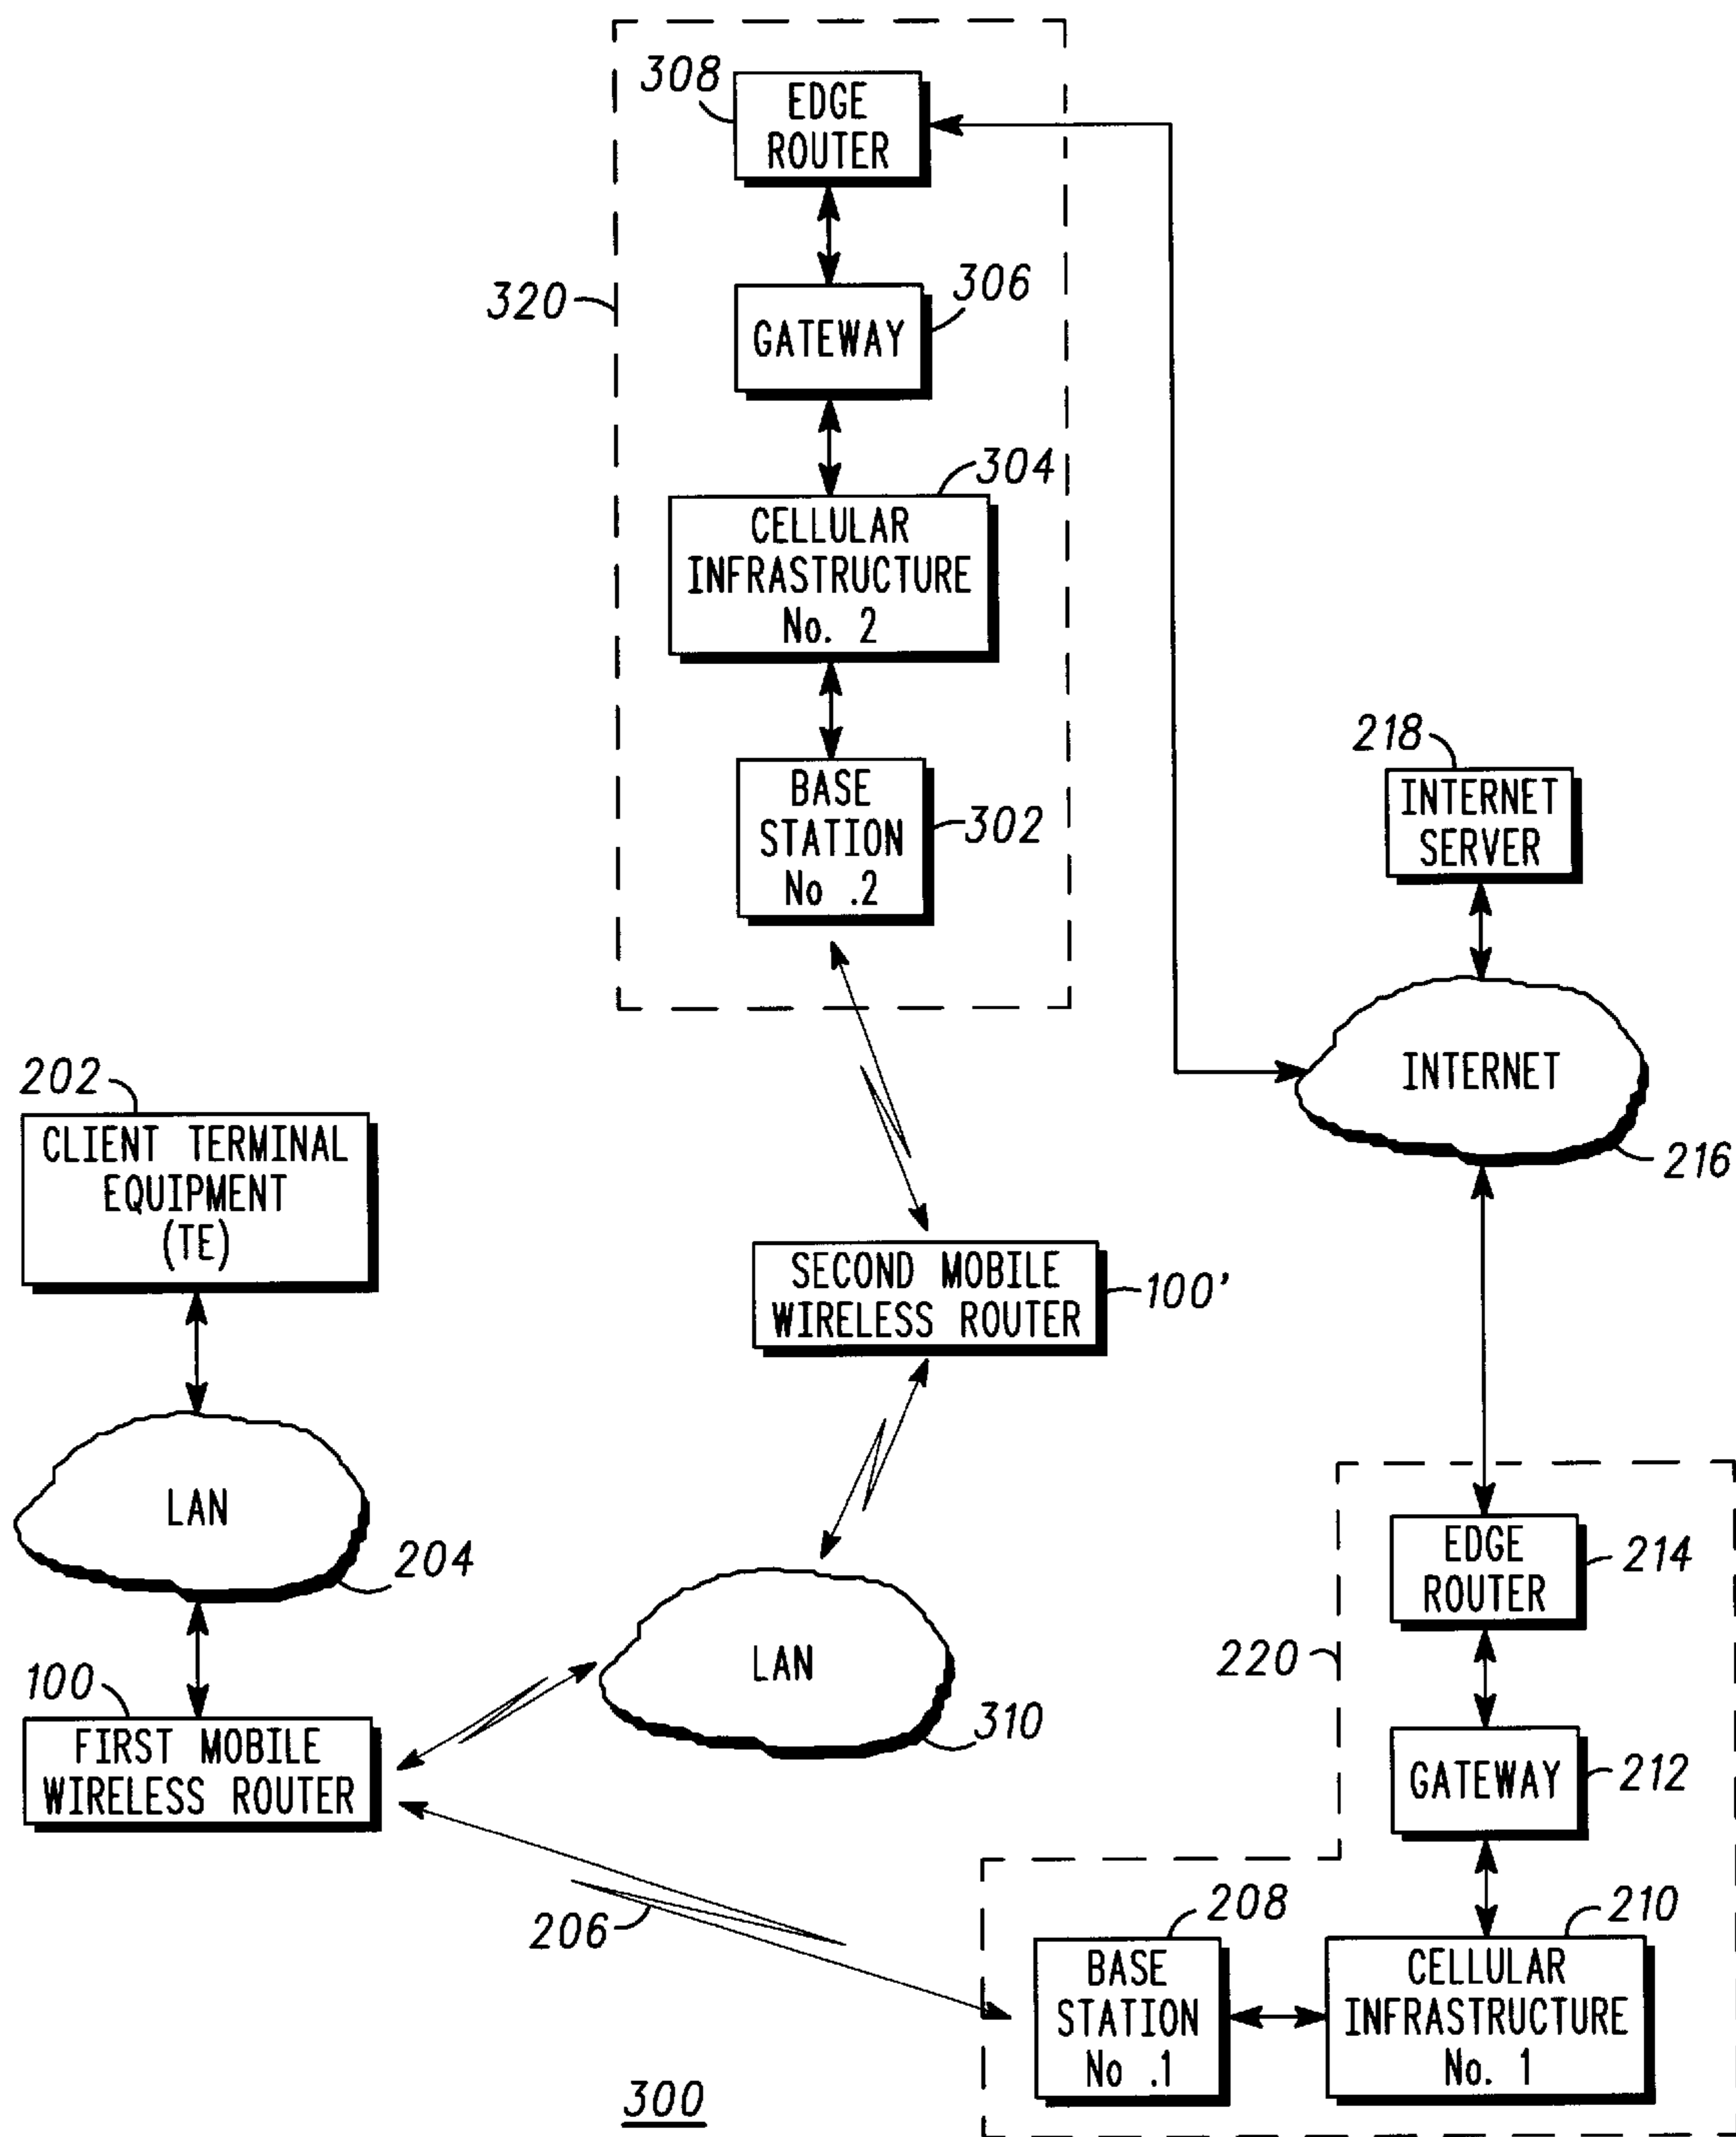 308
EDGE
ROUTER
320
306
GATEWAY
304
CELLULAR
INFRASTRUCTURE
No. 2
BASE
STATION
No .2
302
218
INTERNET
SERVER
INTERNET
216
202
CLIENT TERMINAL
EQUIPMENT
(TE)
SECOND MOBILE
WIRELESS ROUTER
100'
LAN
204
LAN
310
100
FIRST MOBILE
WIRELESS ROUTER
206
EDGE
ROUTER
214
220
GATEWAY
212
208
BASE
STATION
No .1
210
CELLULAR
INFRASTRUCTURE
No. 1
300